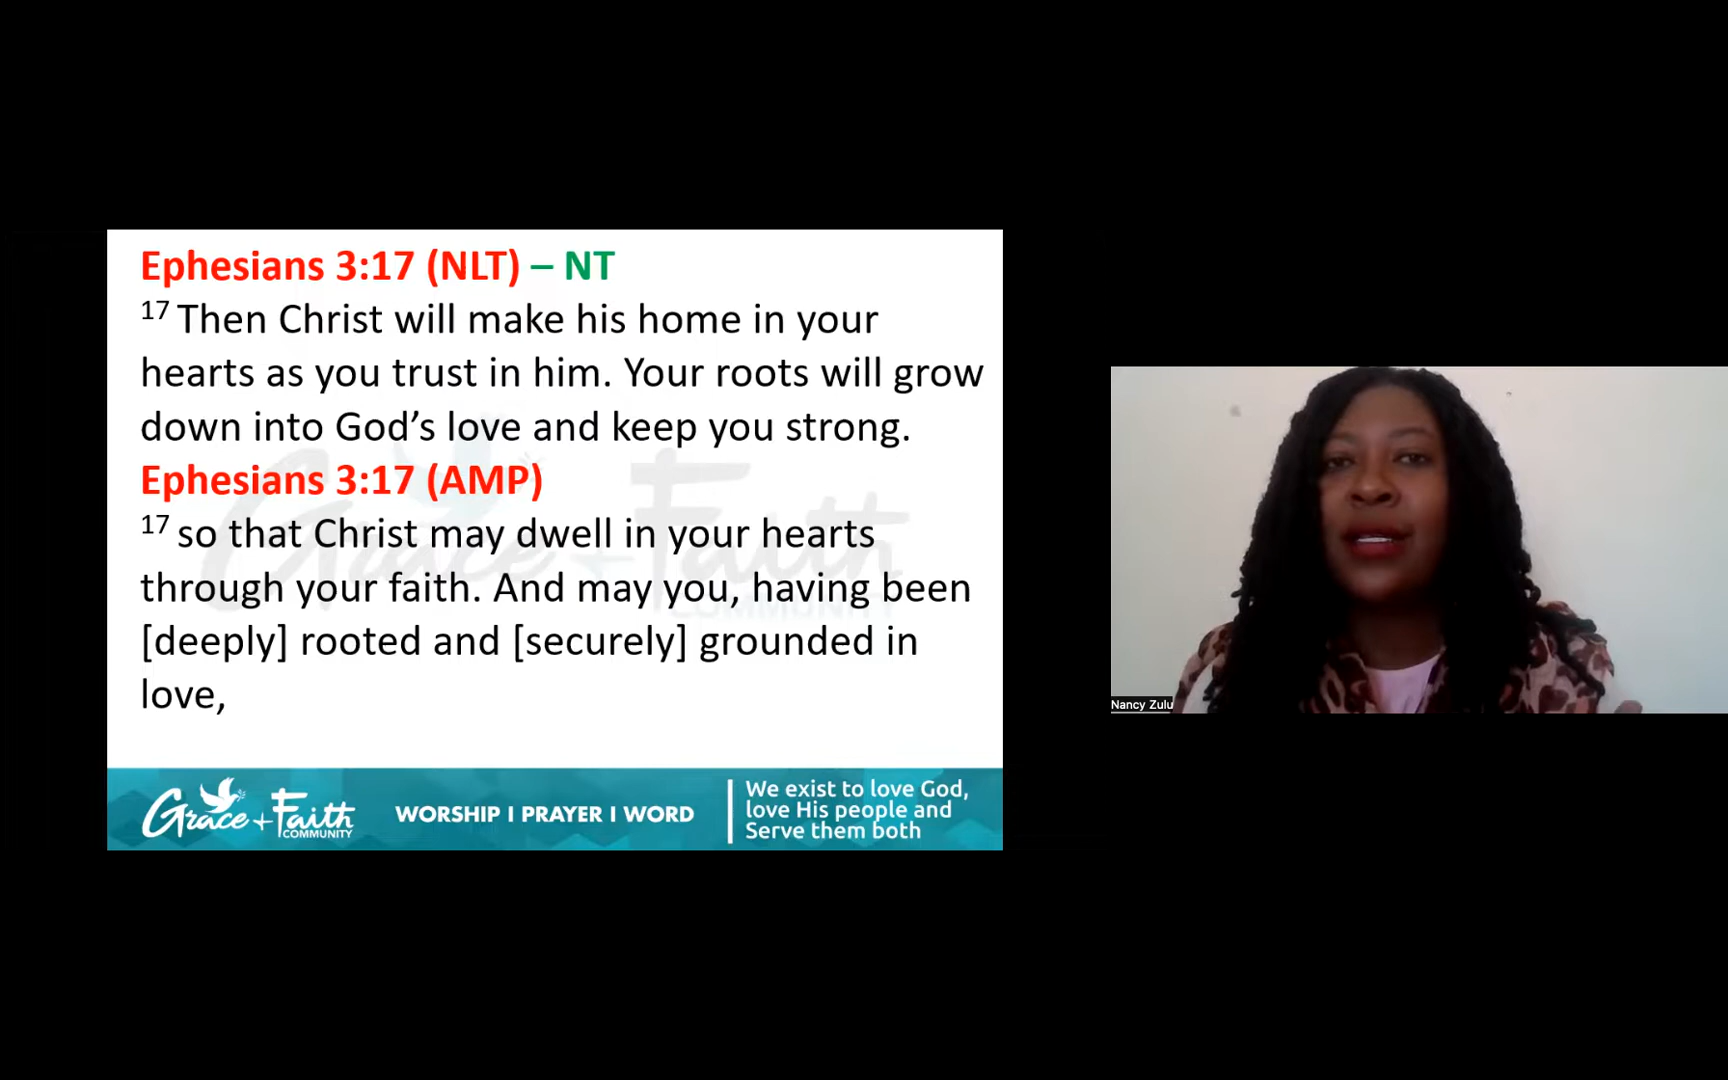 Ephesians 3:17 (NLT) – NT
17 Then Christ will make his home in your
hearts as you trust in him. Your roots will grow
down into God’s love and keep you strong.
Ephesians 3:17 (AMP)
17 so that Christ may dwell in your hearts
through your faith. And may you, having been
[deeply] rooted and [securely] grounded in
love,
Grace + Faith
COMMUNITY
Grace + Faith
COMMUNITY
WORSHIP I PRAYER I WORD
We exist to love God,
love His people and
Serve them both
Nancy Zulu